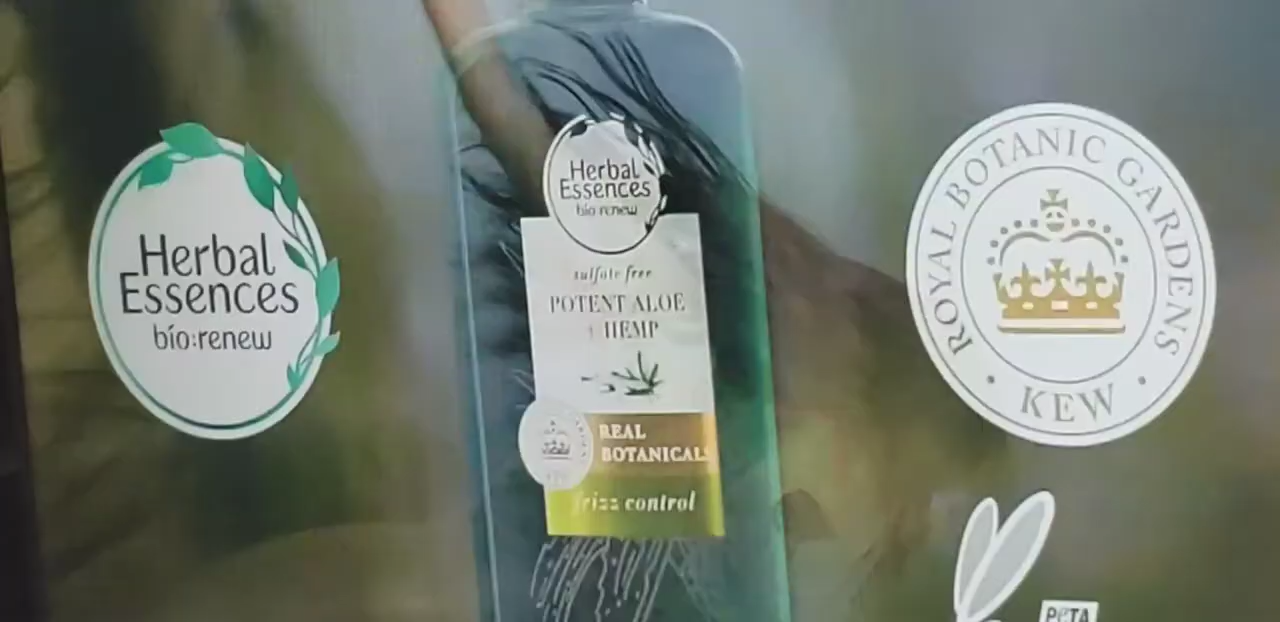 Herbal
Essences
bío:renew
Herbal
Essences
bio:renew
sulfate free
POTENT ALOE
+ HEMP
REAL
BOTANICALS
frizz control
ROYAL BOTANIC GARDENS
• KEW •
PETA